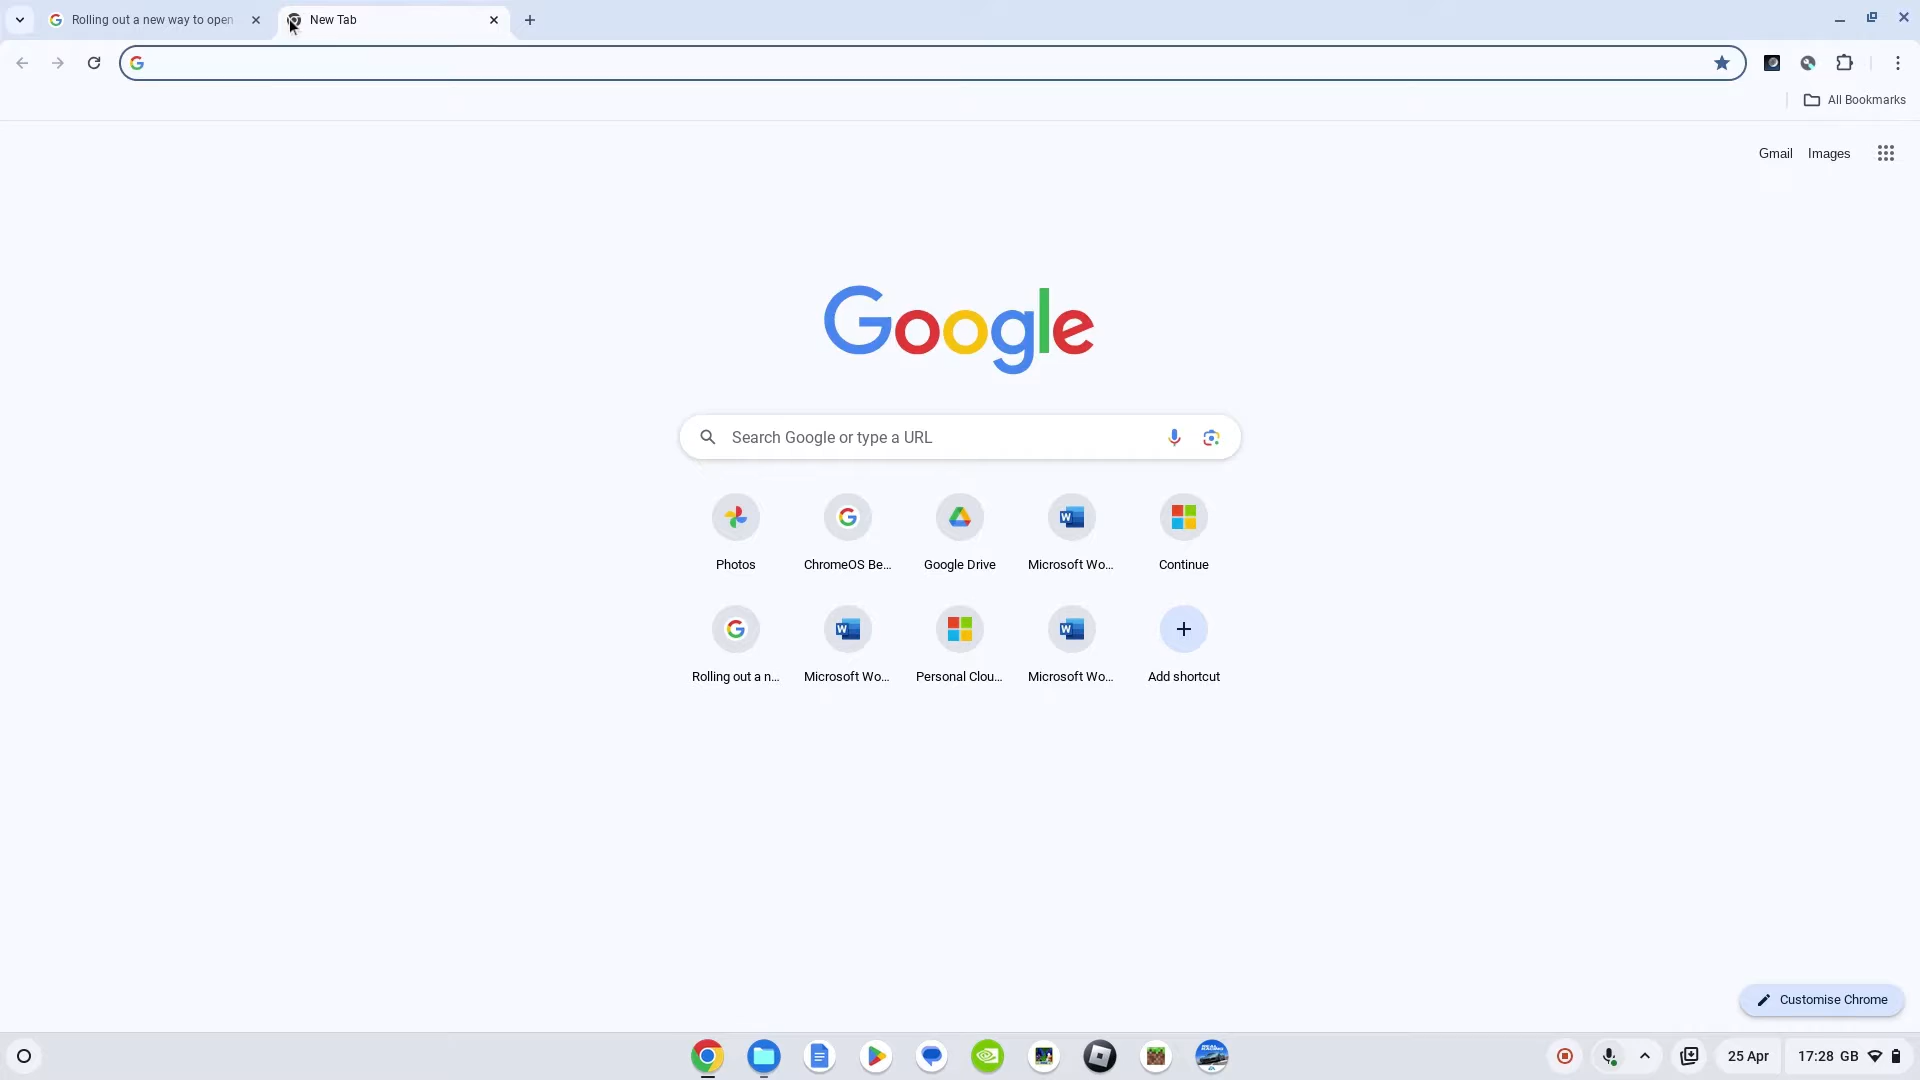 Rolling out a new way to open
New Tab
All Bookmarks
Gmail Images
Google
Search Google or type a URL
Photos
ChromeOS Be...
Google Drive
Microsoft Wo...
Continue
Rolling out a n...
Microsoft Wo...
Personal Clou...
Microsoft Wo...
Add shortcut
Customise Chrome
25 Apr
17:28 GB